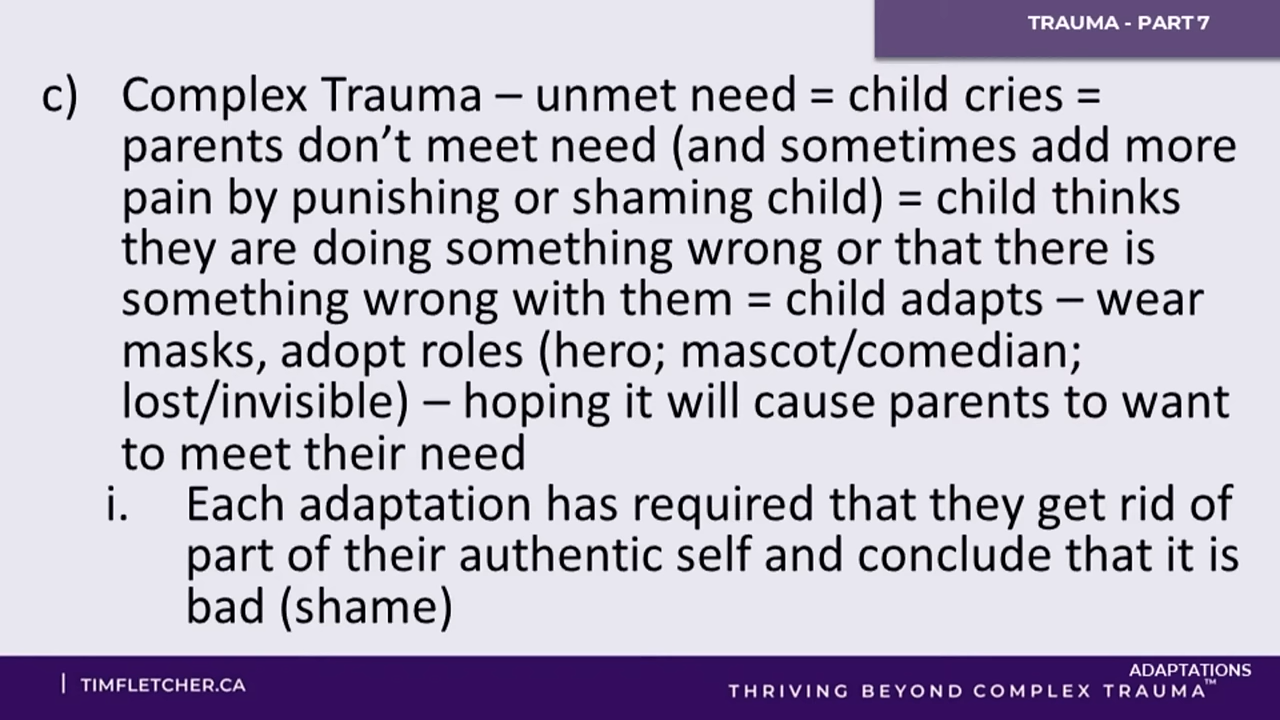 TRAUMA - PART 7
c) Complex Trauma – unmet need = child cries =
parents don’t meet need (and sometimes add more
pain by punishing or shaming child) = child thinks
they are doing something wrong or that there is
something wrong with them = child adapts – wear
masks, adopt roles (hero; mascot/comedian;
lost/invisible) – hoping it will cause parents to want
to meet their need
i. Each adaptation has required that they get rid of
part of their authentic self and conclude that it is
bad (shame)
| TIMFLETCHER.CA
ADAPTATIONS
THRIVING BEYOND COMPLEX TRAUMA™